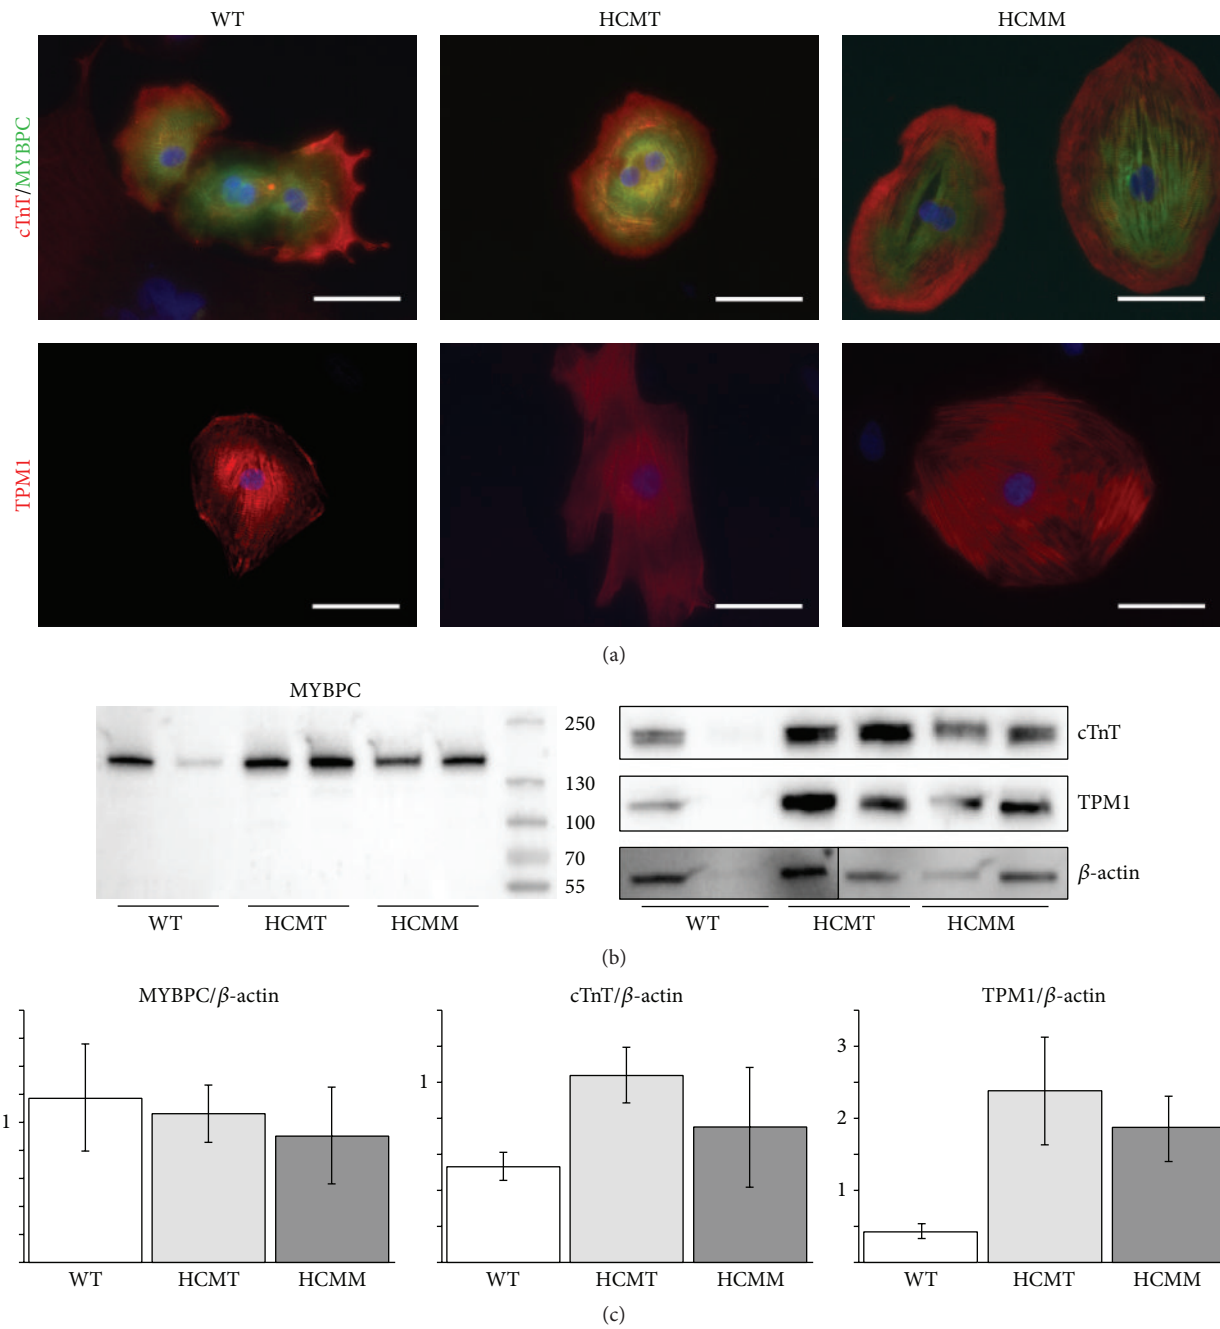 WT HCMT HCMM
cTnT/MYBPC
TPM1
(a)
MYBPC
250
130
100
70
55
WT HCMT HCMM
cTnT
TPM1
β-actin
WT HCMT HCMM
(b)
MYBPC/β-actin
1
WT HCMT HCMM
cTnT/β-actin
1
WT HCMT HCMM
TPM1/β-actin
3
2
1
WT HCMT HCMM
(c)